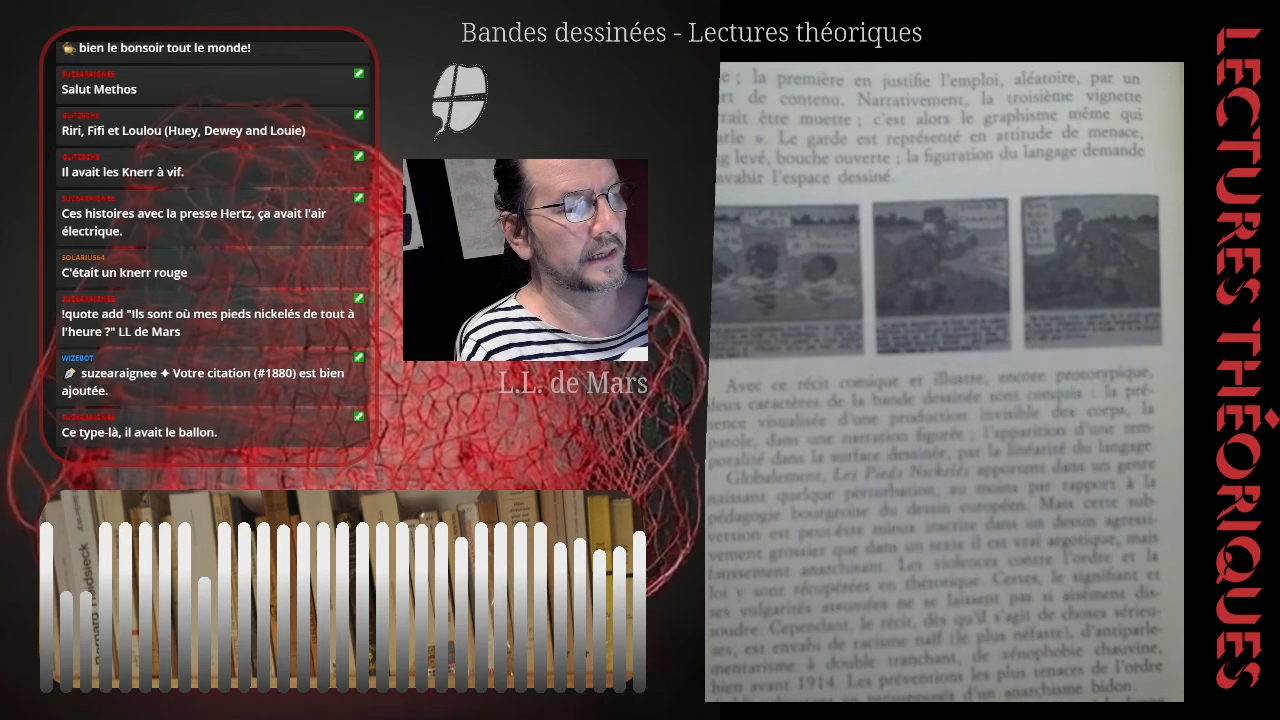 Bandes dessinées - Lectures théoriques
bien le bonsoir tout le monde!
SUZEARAIGNEE
Salut Methos
GLITZSCHE
Riri, Fifi et Loulou (Huey, Dewey and Louie)
GLITZSCHE
Il avait les Knerr à vif.
SUZEARAIGNEE
Ces histoires avec la presse Hertz, ça avait l'air
électrique.
SOLARIUS64
C'était un knerr rouge
SUZEARAIGNEE
!quote add "Ils sont où mes pieds nickelés de tout à
l'heure ?" LL de Mars
WIZEBOT
suzearaignee ✦ Votre citation (#1880) est bien
ajoutée.
SUZEARAIGNEE
Ce type-là, il avait le ballon.
L.L. de Mars
e ; la première en justifie l'emploi, aléatoire, par un
rt de contenu. Narrativement, la troisième vignette
rait être muette ; c'est alors le graphisme même qui
arle ». Le garde est représenté en attitude de menace,
g levé, bouche ouverte ; la figuration du langage demande
nvahir l'espace dessiné.
Avec ce récit comique et illustre, encore prototypique,
deux caractères de la bande dessinée sont conquis : la pré-
sence visualisée d'une production invisible des corps, la
parole, dans une narration figurée ; l'apparition d'une tem-
poralité dans la surface dessinée, par la linéarité du langage.
Globalement, Les Pieds Nickelés apportent dans un genre
naissant quelque perturbation, au moins par rapport à la
pédagogie bourgeoise du dessin européen. Mais cette sub-
version est peut-être mieux inscrite dans un dessin agressi-
vement grossier que dans un texte il est vrai argotique, mais
faussement anarchisant. Les violences contre l'ordre et la
loi y sont récupérées en rhétorique. Certes, le signifiant et
ses vulgarités assumées ne se laissent pas si aisément dis-
soudre. Cependant, le récit, dès qu'il s'agit de choses sérieu-
ses, est envahi de racisme naïf (le plus néfaste), d'antiparle-
mentarisme à double tranchant, de xénophobie chauvine,
bien avant 1914. Les préventions les plus tenaces de l'ordre
d'un anarchisme bidon.
LECTURES THÉORIQUES